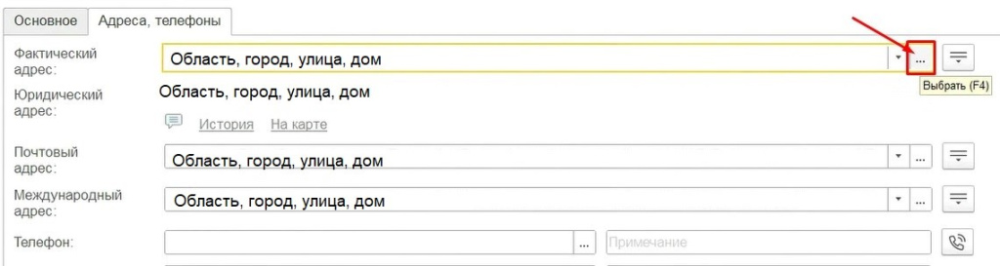 Основное Адреса, телефоны
Фактический адрес: Область, город, улица, дом ...
Выбрать (F4)
Юридический адрес: Область, город, улица, дом
История На карте
Почтовый адрес: Область, город, улица, дом ...
Международный адрес: Область, город, улица, дом ...
Телефон: ... Примечание